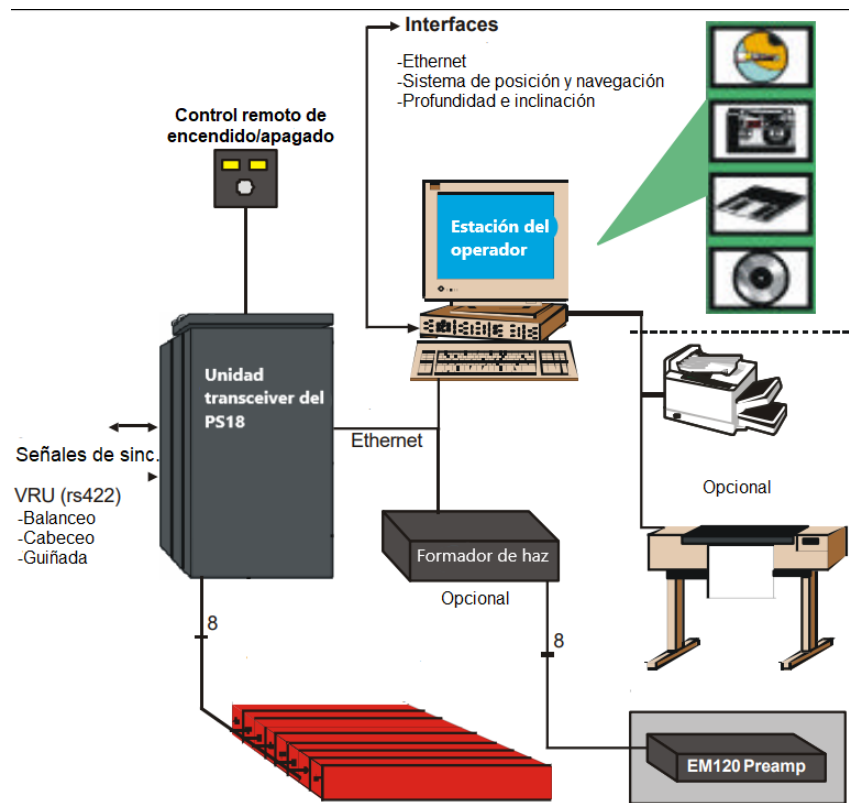 Interfaces
-Ethernet
-Sistema de posición y navegación
-Profundidad e inclinación
Control remoto de
encendido/apagado
Estación del
operador
Unidad
transceiver del
PS18
Ethernet
Señales de sinc.
VRU (rs422)
-Balanceo
-Cabeceo
-Guiñada
Opcional
Formador de haz
Opcional
8
8
EM120 Preamp